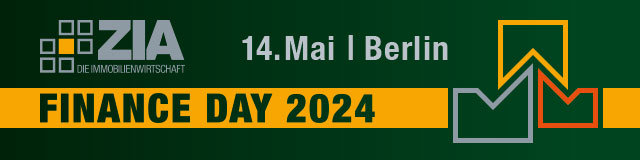 ZIA
DIE IMMOBILIENWIRTSCHAFT
14. Mai | Berlin
FINANCE DAY 2024